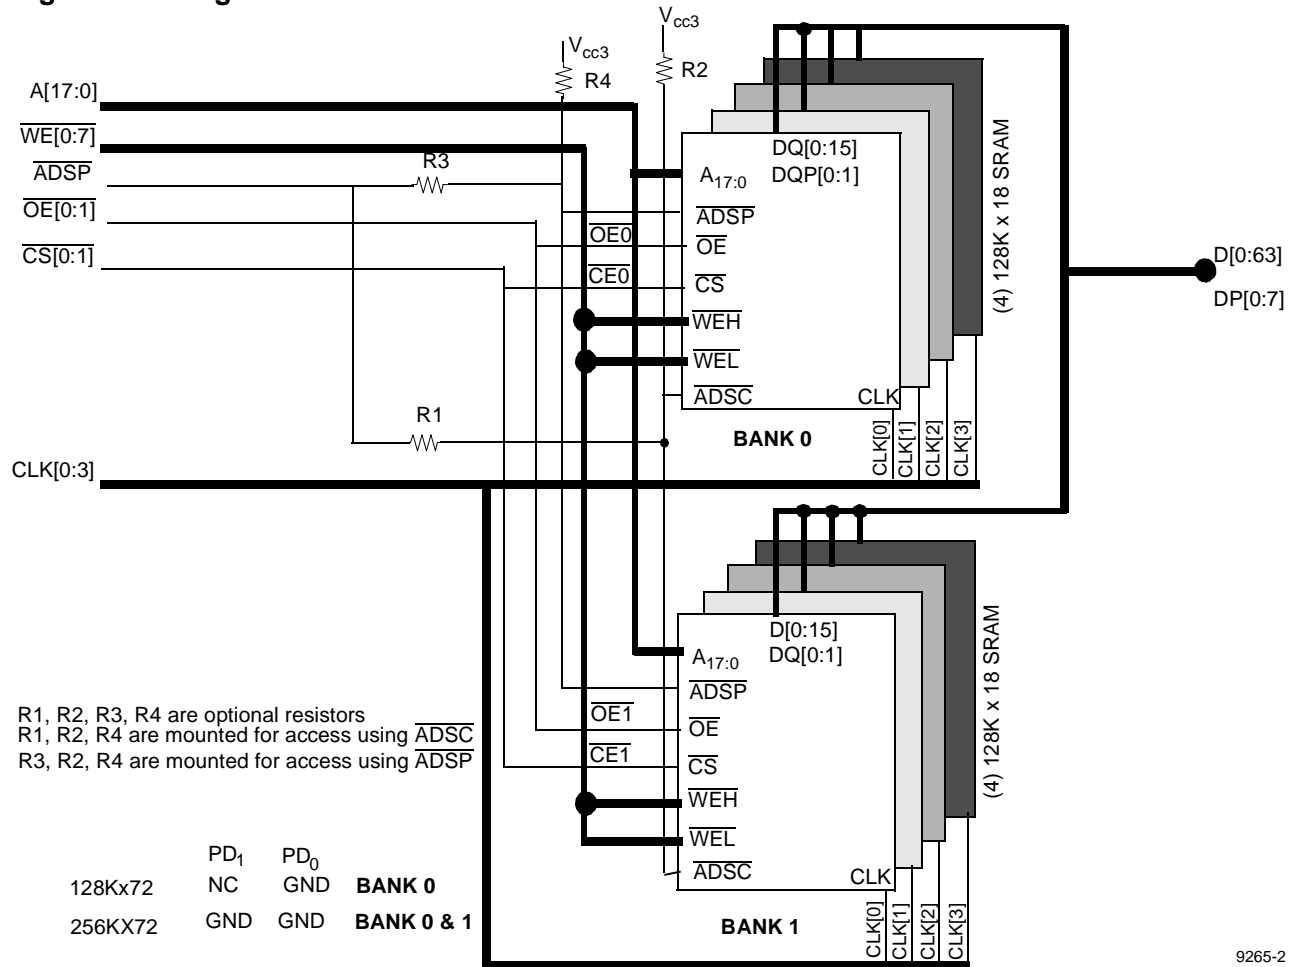 Vcc3
Vcc3
R4
R2
A[17:0]
WE[0:7]
ADSP
R3
OE[0:1]
CS[0:1]
DQ[0:15]
DQP[0:1]
A17:0
ADSP
OE0
OE
CE0
CS
WEH
WEL
ADSC
CLK
(4) 128K x 18 SRAM
D[0:63]
DP[0:7]
R1
BANK 0
CLK[0]
CLK[1]
CLK[2]
CLK[3]
CLK[0:3]
D[0:15]
DQ[0:1]
A17:0
ADSP
OE1
OE
CE1
CS
WEH
WEL
ADSC
CLK
(4) 128K x 18 SRAM
BANK 1
CLK[0]
CLK[1]
CLK[2]
CLK[3]
R1, R2, R3, R4 are optional resistors
R1, R2, R4 are mounted for access using ADSC
R3, R2, R4 are mounted for access using ADSP
PD1 PD0
128Kx72 NC GND BANK 0
256KX72 GND GND BANK 0 & 1
9265-2